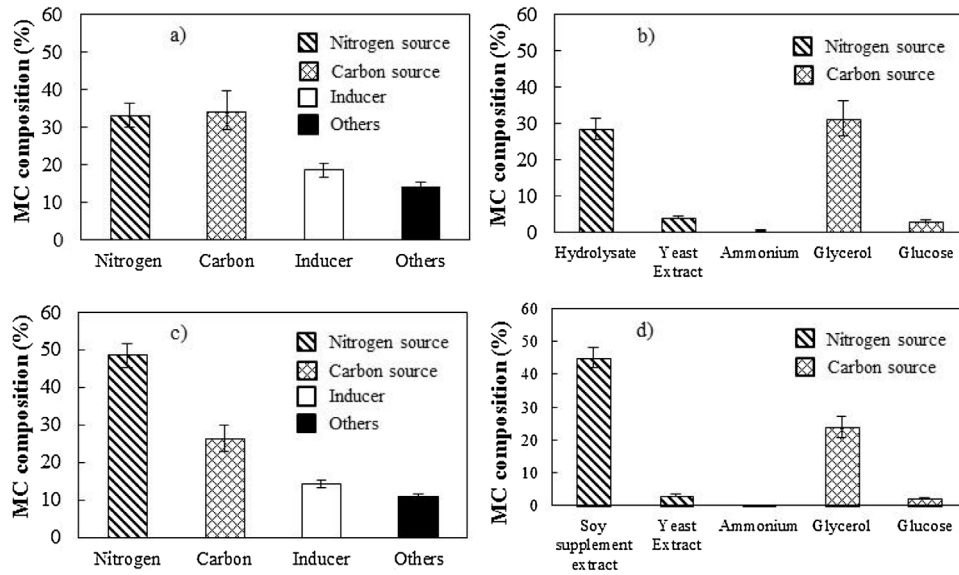 MC composition (%)
60
50
40
30
20
10
0
a)
Nitrogen source
Carbon source
Inducer
Others
Nitrogen
Carbon
Inducer
Others
MC composition (%)
60
50
40
30
20
10
0
b)
Nitrogen source
Carbon source
Hydrolysate
Yeast
Extract
Ammonium
Glycerol
Glucose
MC composition (%)
60
50
40
30
20
10
0
c)
Nitrogen source
Carbon source
Inducer
Others
Nitrogen
Carbon
Inducer
Others
MC composition (%)
60
50
40
30
20
10
0
d)
Nitrogen source
Carbon source
Soy
supplement
extract
Yeast
Extract
Ammonium
Glycerol
Glucose